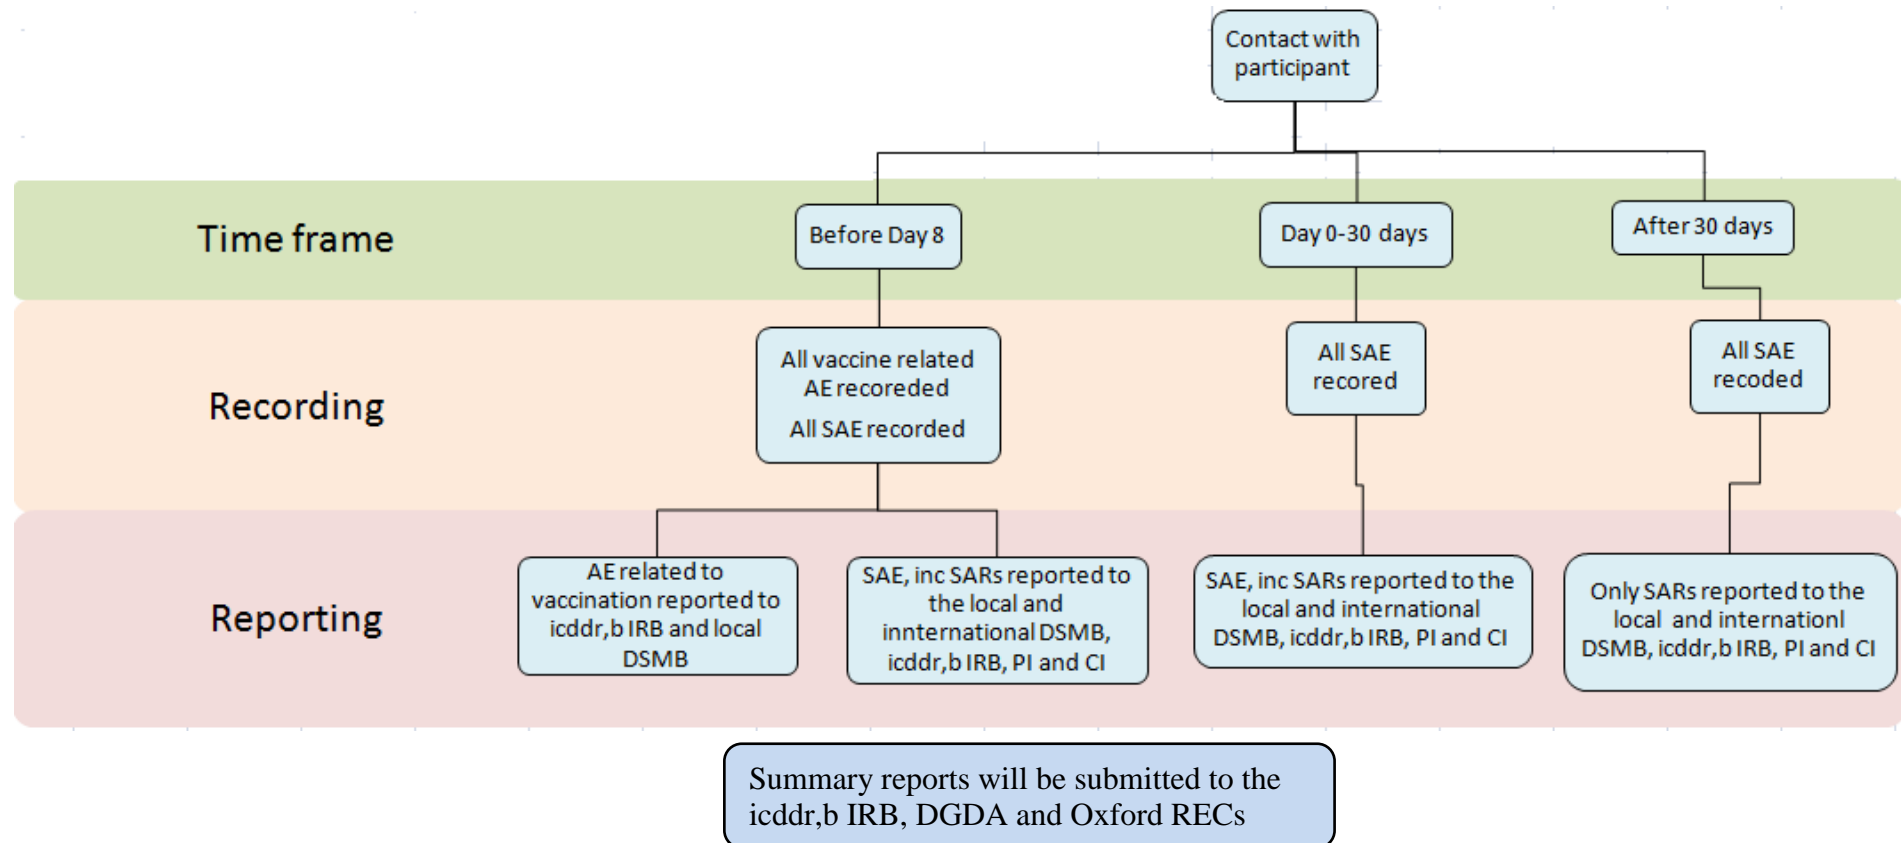 Contact with
participant
Time frame
Before Day 8
Day 0-30 days
After 30 days
Recording
All vaccine related
AE recoreded
All SAE recorded
All SAE
recored
All SAE
recoded
Reporting
AE related to
vaccination reported to
icddr,b IRB and local
DSMB
SAE, inc SARs reported to
the local and
innternational DSMB,
icddr,b IRB, PI and CI
SAE, inc SARs reported to the
local and international
DSMB, icddr,b IRB, PI and CI
Only SARs reported to the
local and internationl
DSMB, icddr,b IRB, PI and CI
Summary reports will be submitted to the
icddr,b IRB, DGDA and Oxford RECs